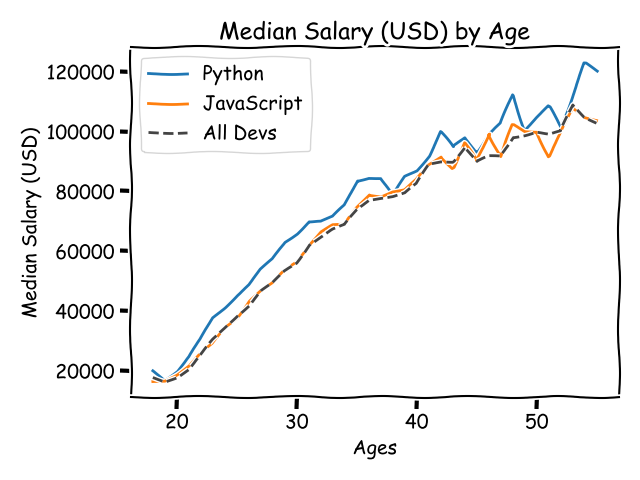 Median Salary (USD) by Age
Python
JavaScript
All Devs
Median Salary (USD)
120000
100000
80000
60000
40000
20000
20 30 40 50
Ages